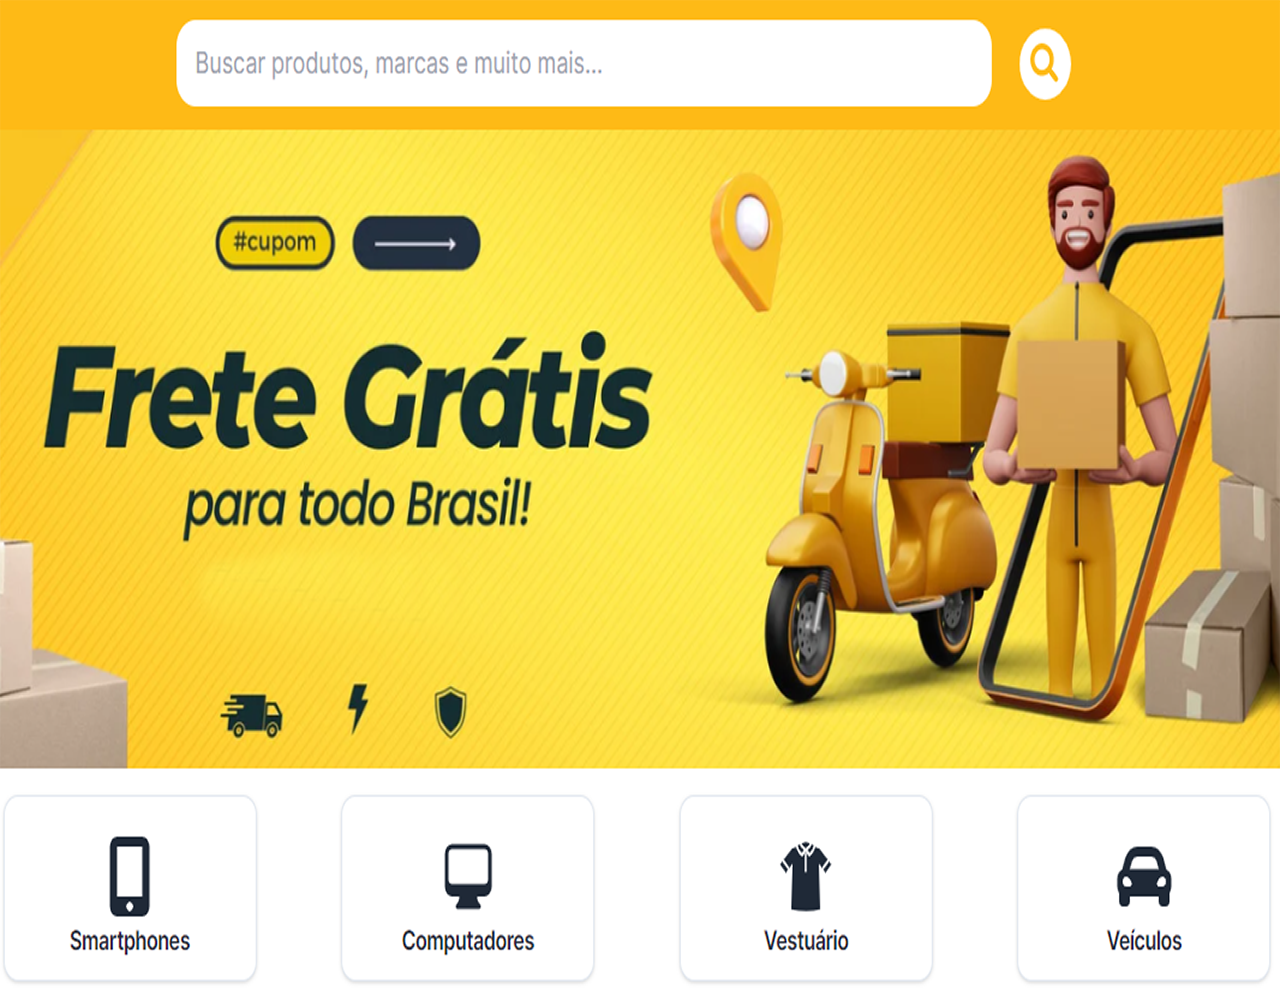 Buscar produtos, marcas e muito mais...
#cupom
Frete Grátis
para todo Brasil!
Smartphones
Computadores
Vestuário
Veículos